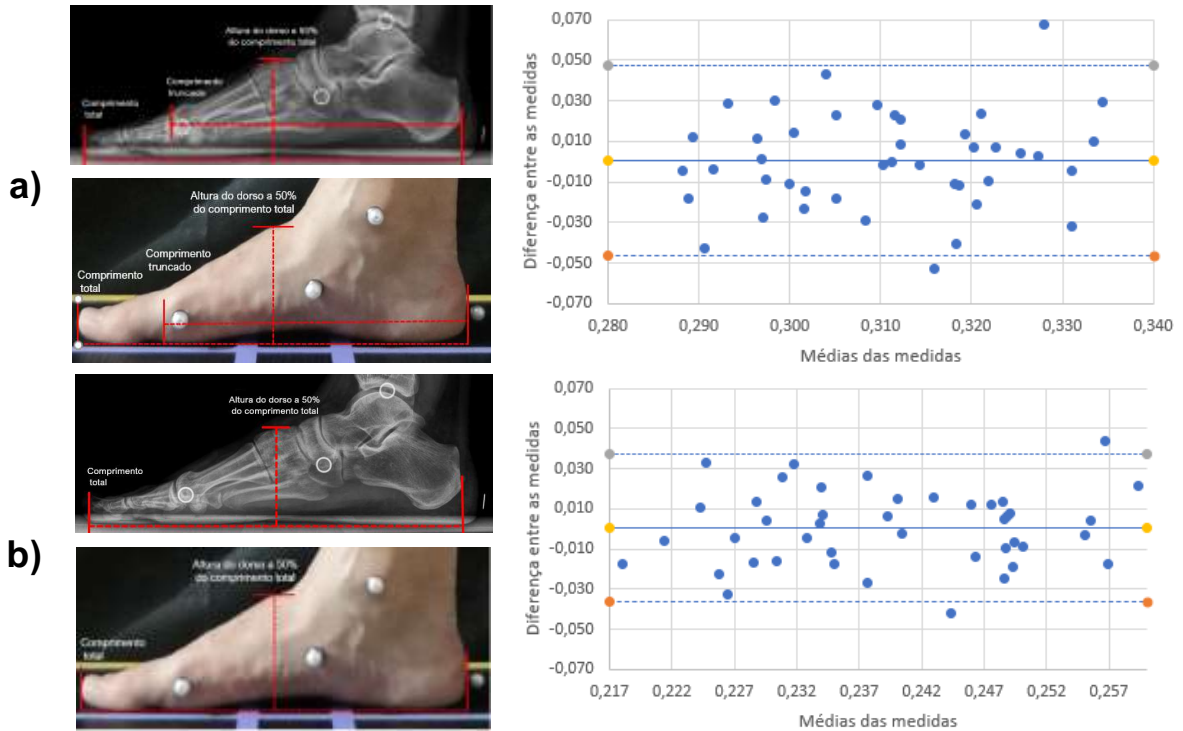 a)
Altura do dorso a 50%
do comprimento total
Comprimento
truncado
Comprimento
total
Altura do dorso a 50%
do comprimento total
Comprimento
truncado
Comprimento
total
Diferença entre as medidas
0,070
0,050
0,030
0,010
-0,010
-0,030
-0,050
-0,070
0,280
0,290
0,300
0,310
0,320
0,330
0,340
Médias das medidas
b)
Altura do dorso a 50%
do comprimento total
Comprimento
total
Altura do dorso a 50%
do comprimento total
Comprimento
total
Diferença entre as medidas
0,070
0,050
0,030
0,010
-0,010
-0,030
-0,050
-0,070
0,217
0,222
0,227
0,232
0,237
0,242
0,247
0,252
0,257
Médias das medidas